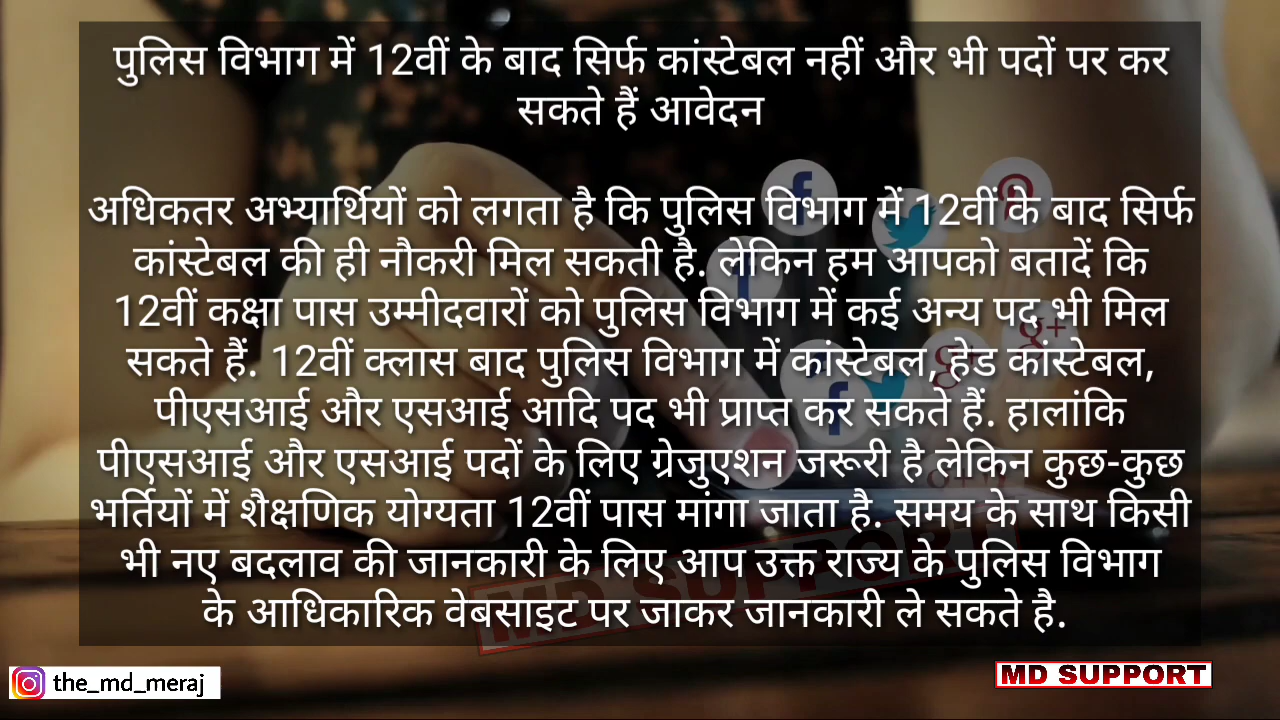 पुलिस विभाग में 12वीं के बाद सिर्फ कांस्टेबल नहीं और भी पदों पर कर
सकते हैं आवेदन
अधिकतर अभ्यार्थियों को लगता है कि पुलिस विभाग में 12वीं के बाद सिर्फ
कांस्टेबल की ही नौकरी मिल सकती है. लेकिन हम आपको बतादें कि
12वीं कक्षा पास उम्मीदवारों को पुलिस विभाग में कई अन्य पद भी मिल
सकते हैं. 12वीं क्लास बाद पुलिस विभाग में कांस्टेबल, हेड कांस्टेबल,
पीएसआई और एसआई आदि पद भी प्राप्त कर सकते हैं. हालांकि
पीएसआई और एसआई पदों के लिए ग्रेजुएशन जरूरी है लेकिन कुछ-कुछ
भर्तियों में शैक्षणिक योग्यता 12वीं पास मांगा जाता है. समय के साथ किसी
भी नए बदलाव की जानकारी के लिए आप उक्त राज्य के पुलिस विभाग
के आधिकारिक वेबसाइट पर जाकर जानकारी ले सकते है.
MD SUPPORT
the_md_meraj
MD SUPPORT